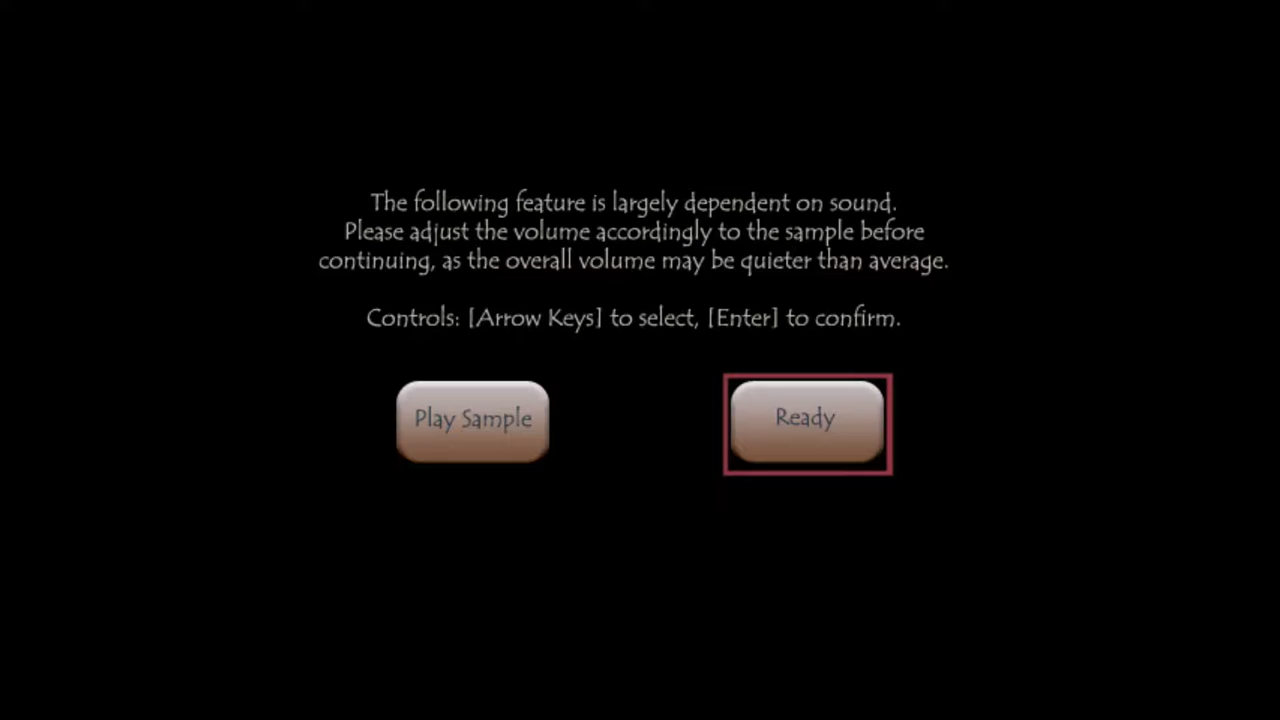 The following feature is largely dependent on sound.
Please adjust the volume accordingly to the sample before
continuing, as the overall volume may be quieter than average.
Controls: [Arrow Keys] to select, [Enter] to confirm.
Play Sample
Ready